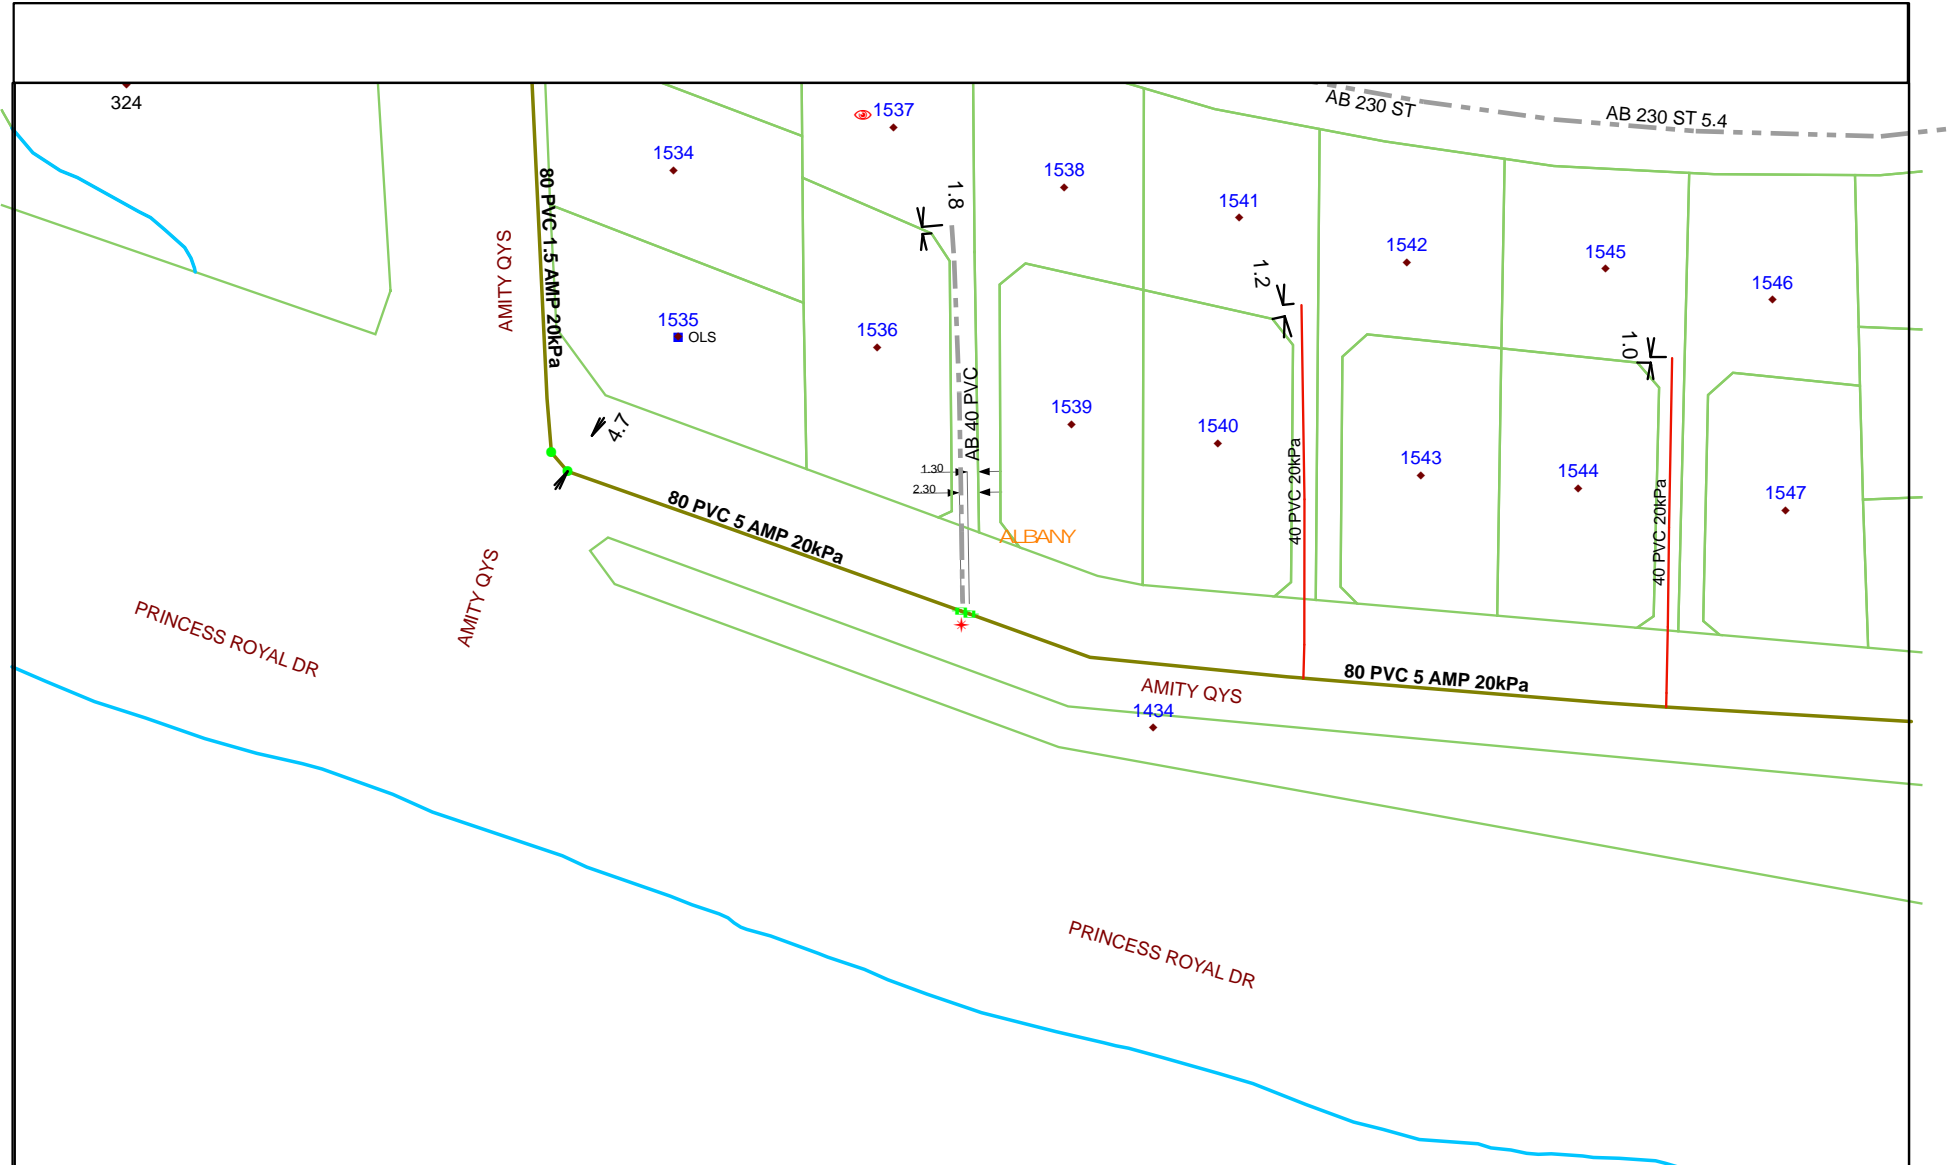 324
1537
AB 230 ST
AB 230 ST 5.4
1534
1538
1.8
1541
80 PVC 1.5 AMP 20kPa
AMITY QYS
1542
1545
1.2
1546
1535
OLS
1536
1.0
AB 40 PVC
1539
4.7
1540
1543
1544
1547
1.30
2.30
40 PVC 20kPa
40 PVC 20kPa
80 PVC 5 AMP 20kPa
ALBANY
AMITY QYS
PRINCESS ROYAL DR
80 PVC 5 AMP 20kPa
AMITY QYS
1434
PRINCESS ROYAL DR